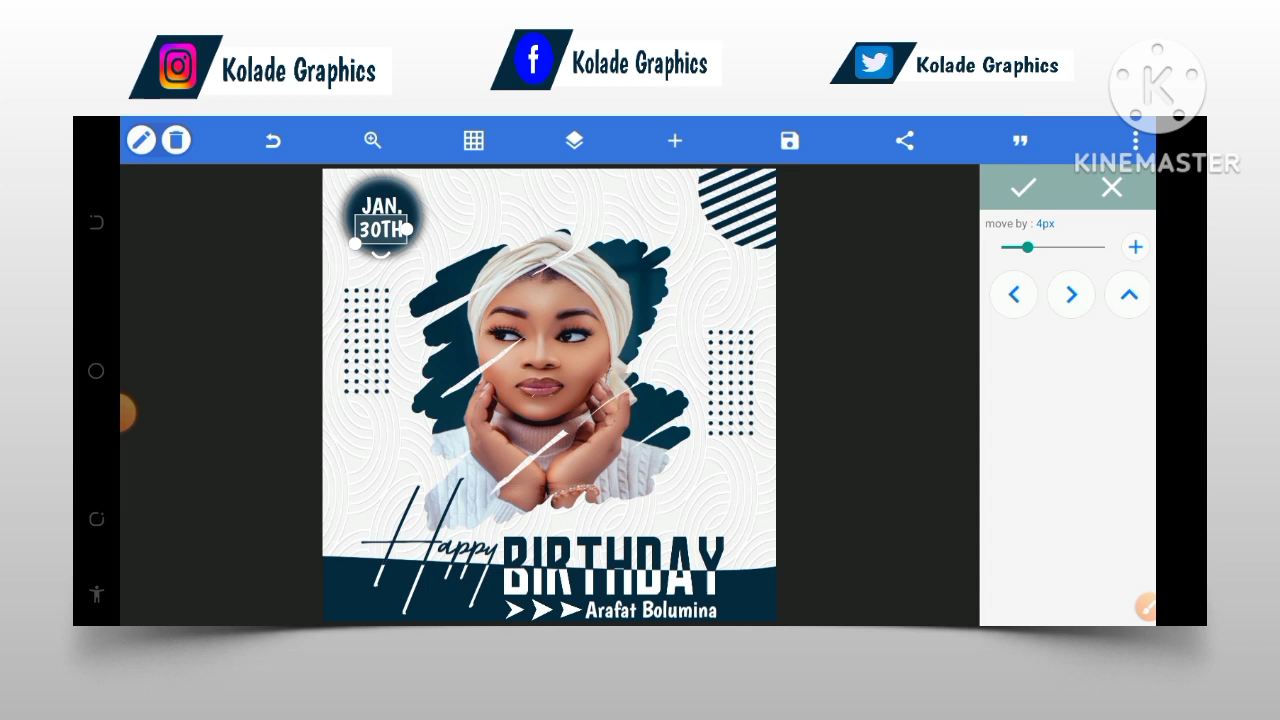 Kolade Graphics
Kolade Graphics
Kolade Graphics
KINEMASTER
move by : 4px
JAN.
30TH
Happy
BIRTHDAY
Arafat Bolumina